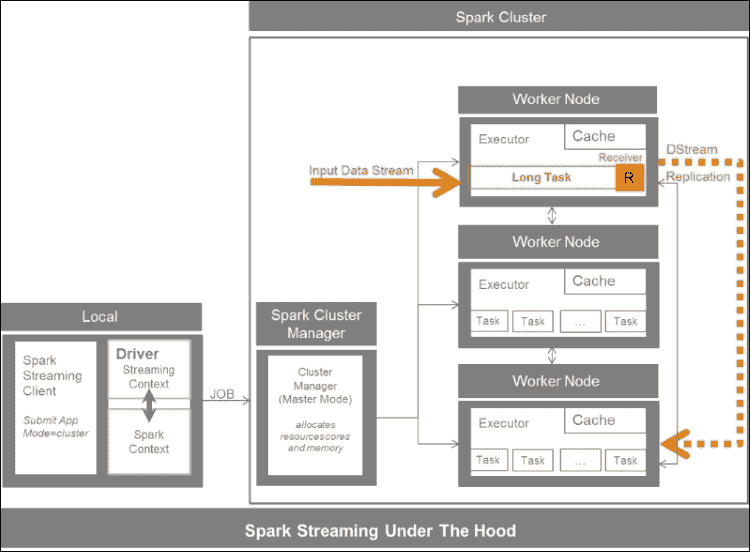 Spark Cluster
Worker Node
Executor
Cache
Receiver
Long Task
R
Input Data Stream
DStream
Replication
Worker Node
Executor
Cache
Task
Task
...
Task
Worker Node
Executor
Cache
Task
Task
...
Task
Local
Spark
Streaming
Client
Submit App
Mode=cluster
Driver
Streaming
Context
Spark
Context
JOB
Spark Cluster
Manager
Cluster
Manager
(Master Mode)
allocates
resourcescores
and memory
Spark Streaming Under The Hood